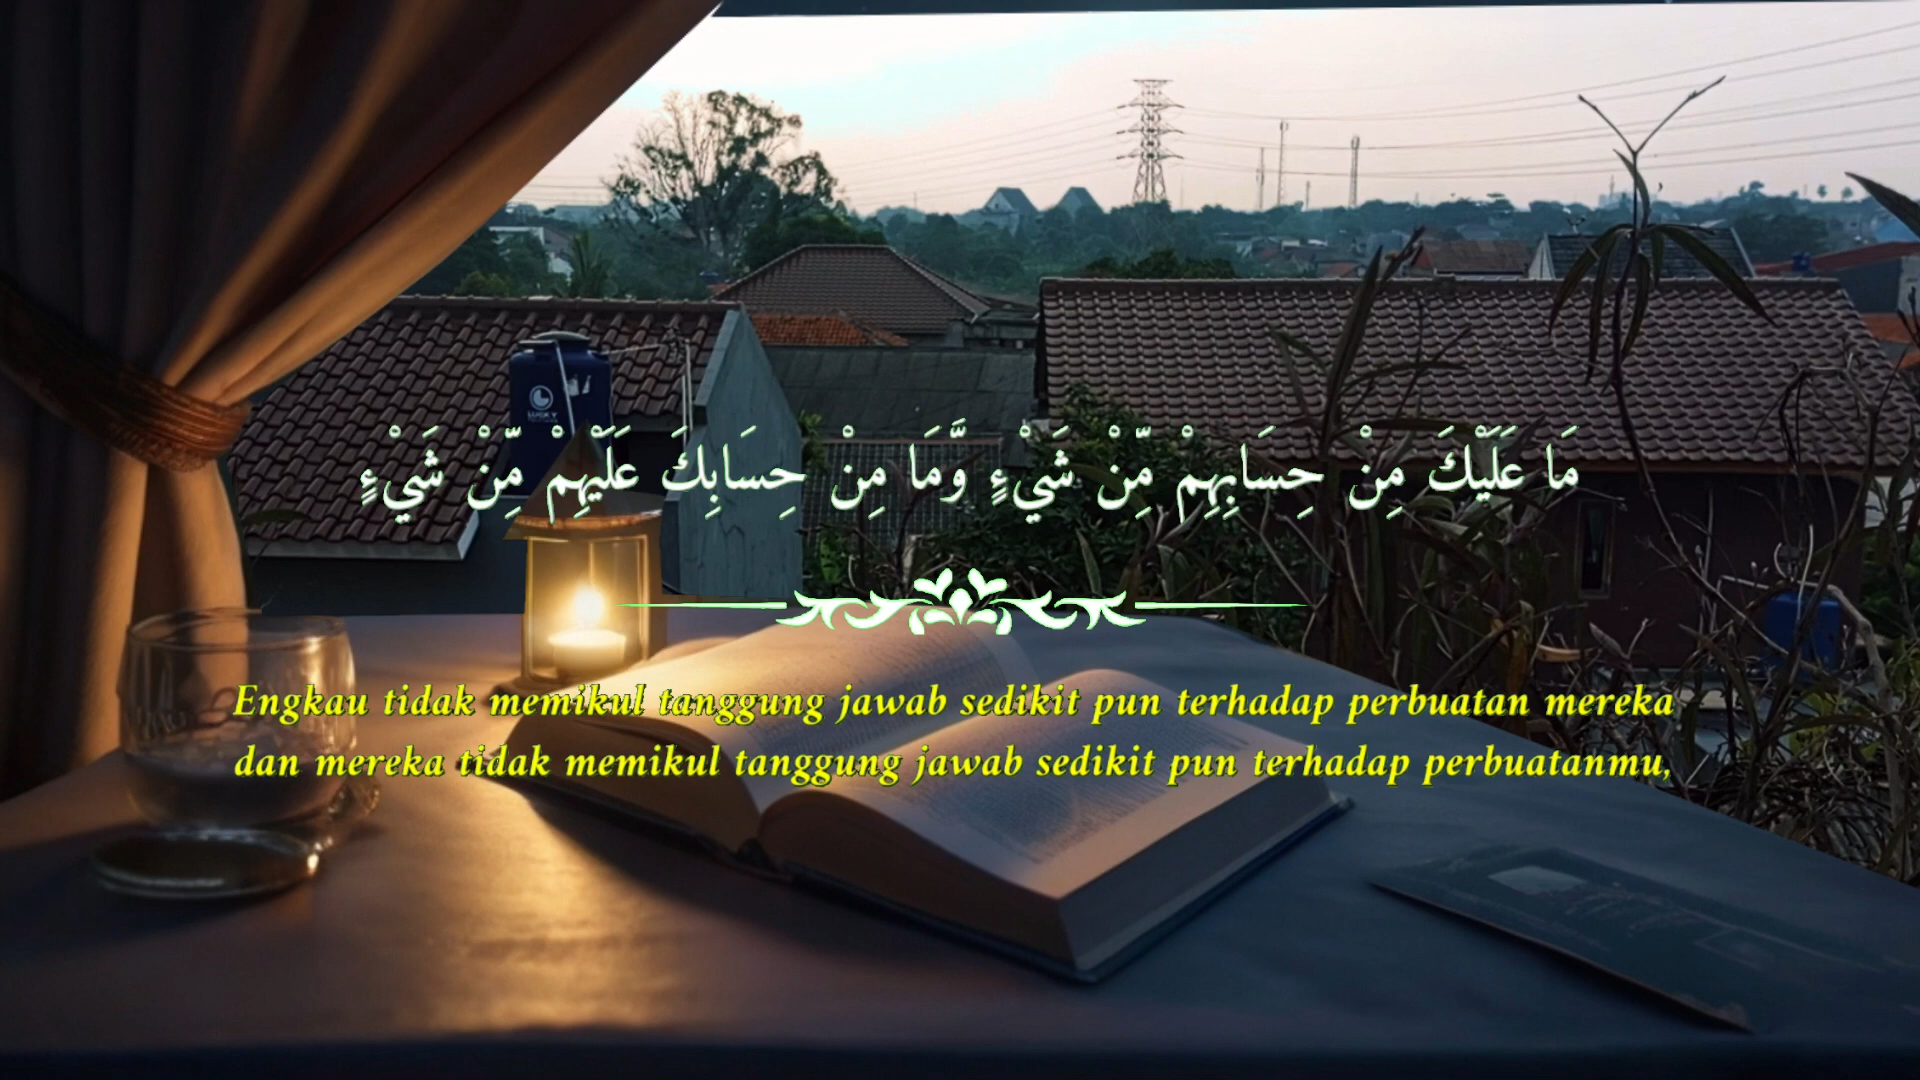 LUCKY
مَا عَلَيْكَ مِنْ حِسَابِهِمْ مِّنْ شَيْءٍ وَّمَا مِنْ حِسَابِكَ عَلَيْهِمْ مِّنْ شَيْءٍ
Engkau tidak memikul tanggung jawab sedikit pun terhadap perbuatan mereka
dan mereka tidak memikul tanggung jawab sedikit pun terhadap perbuatanmu,